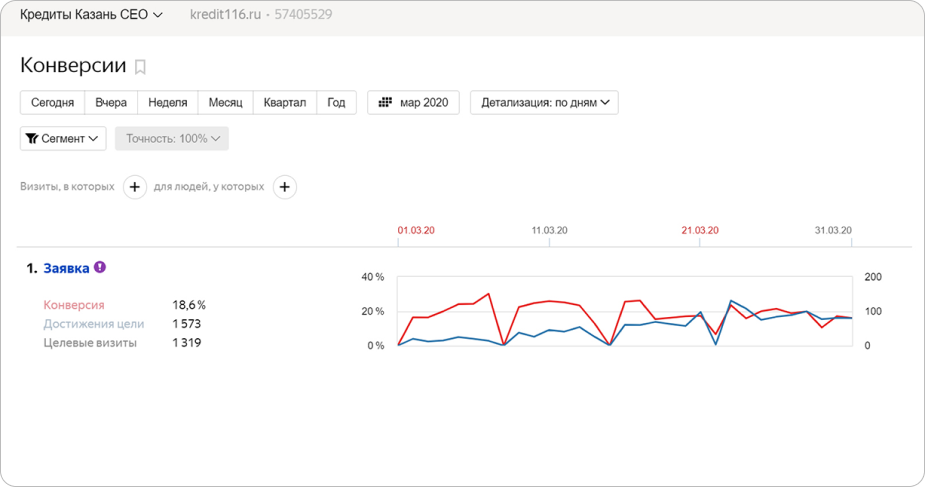 Кредиты Казань СЕО kredit116.ru • 57405529
Конверсии
Сегодня Вчера Неделя Месяц Квартал Год мар 2020 Детализация: по дням
Сегмент Точность: 100%
Визиты, в которых + для людей, у которых +
01.03.20 11.03.20 21.03.20 31.03.20
1. Заявка
40 % 200
Конверсия 18,6 %
20 % 100
Достижения цели 1 573
Целевые визиты 1 319
0 % 0